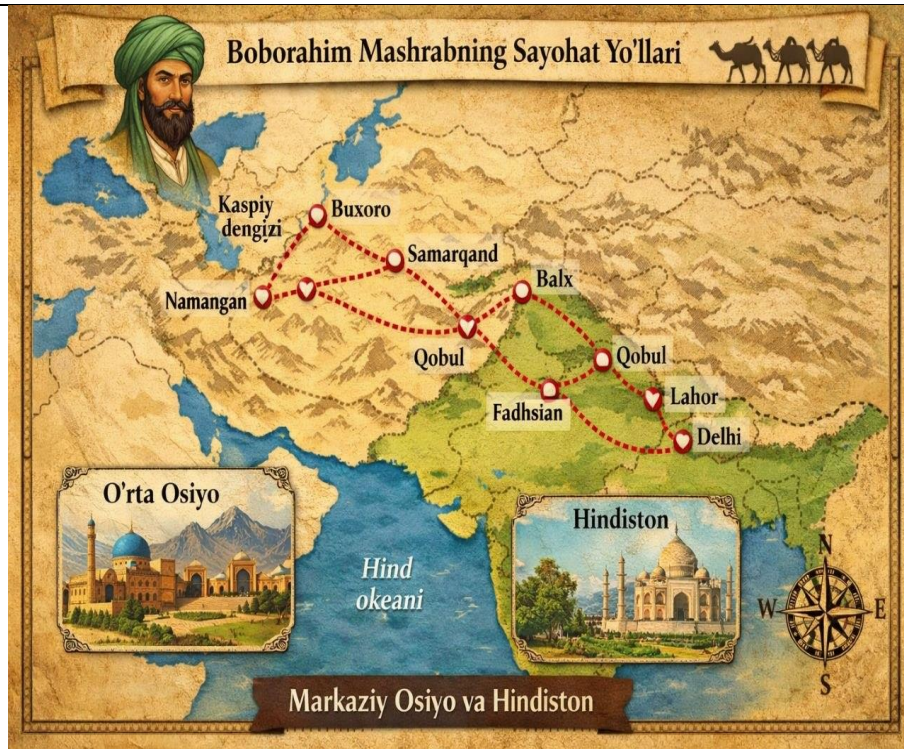 Boborahim Mashrabning Sayohat Yo'llari
Kaspiy
dengizi
Buxoro
Samarqand
Namangan
Balx
Qobul
Qobul
Fadhsian
Lahor
Delhi
O'rta Osiyo
Hindiston
Hind
okeani
N
W
E
S
Markaziy Osiyo va Hindiston